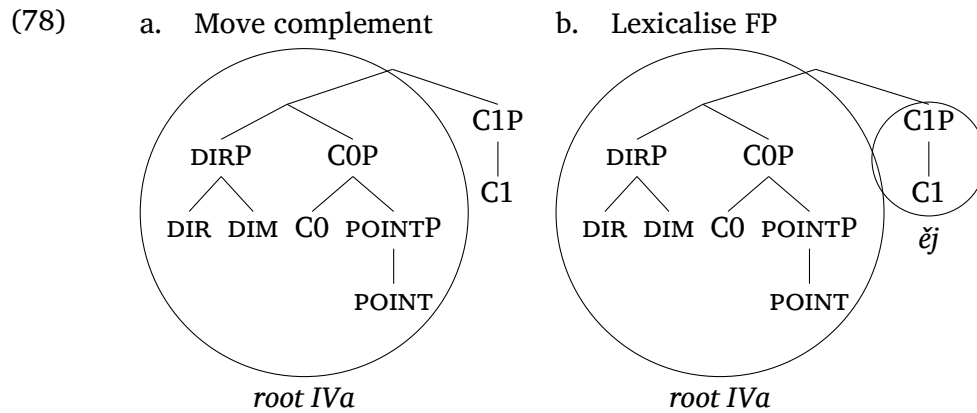 (78) a. Move complement b. Lexicalise FP
C1P C1P
DIRP C0P DIRP C0P
C1 C1
DIR DIM C0 POINTP DIR DIM C0 POINTP
ěj
POINT POINT
root IVa root IVa